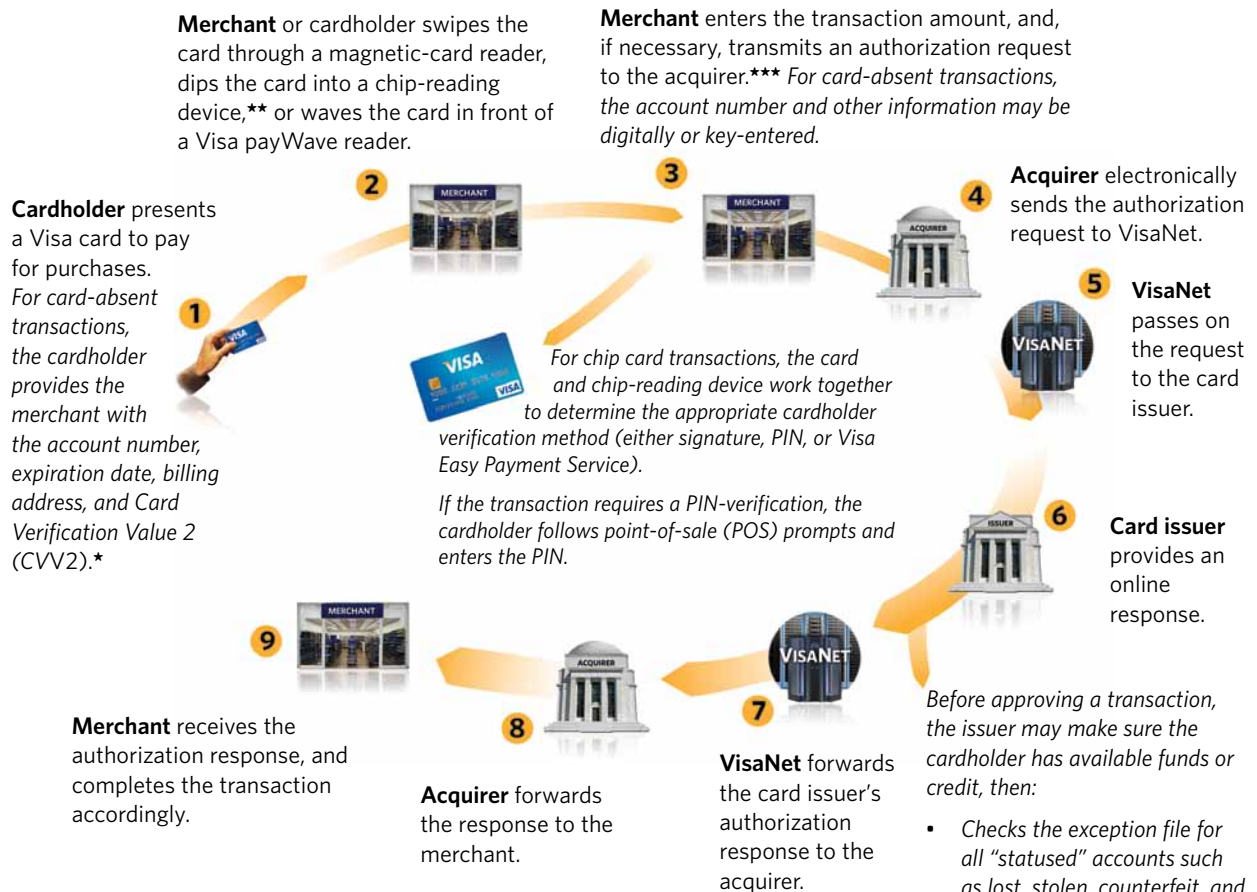 Merchant or cardholder swipes the
card through a magnetic-card reader,
dips the card into a chip-reading
device,★★ or waves the card in front of
a Visa payWave reader.
Merchant enters the transaction amount, and,
if necessary, transmits an authorization request
to the acquirer.★★★ For card-absent transactions,
the account number and other information may be
digitally or key-entered.
Cardholder presents
a Visa card to pay
for purchases.
For card-absent
transactions,
the cardholder
provides the
merchant with
the account number,
expiration date, billing
address, and Card
Verification Value 2
(CVV2).★
1
VISA
2
MERCHANT
3
MERCHANT
4
ACQUIRER
Acquirer electronically
sends the authorization
request to VisaNet.
5
VISANET
VisaNet
passes on
the request
to the card
issuer.
VISA
VISA
For chip card transactions, the card
and chip-reading device work together
to determine the appropriate cardholder
verification method (either signature, PIN, or Visa
Easy Payment Service).
If the transaction requires a PIN-verification, the
cardholder follows point-of-sale (POS) prompts and
enters the PIN.
6
ISSUER
Card issuer
provides an
online
response.
Before approving a transaction,
the issuer may make sure the
cardholder has available funds or
credit, then:
• Checks the exception file for
all “statused” accounts such
as lost, stolen, counterfeit, and
7
VISANET
VisaNet forwards
the card issuer’s
authorization
response to the
acquirer.
8
ACQUIRER
Acquirer forwards
the response to the
merchant.
9
MERCHANT
Merchant receives the
authorization response, and
completes the transaction
accordingly.